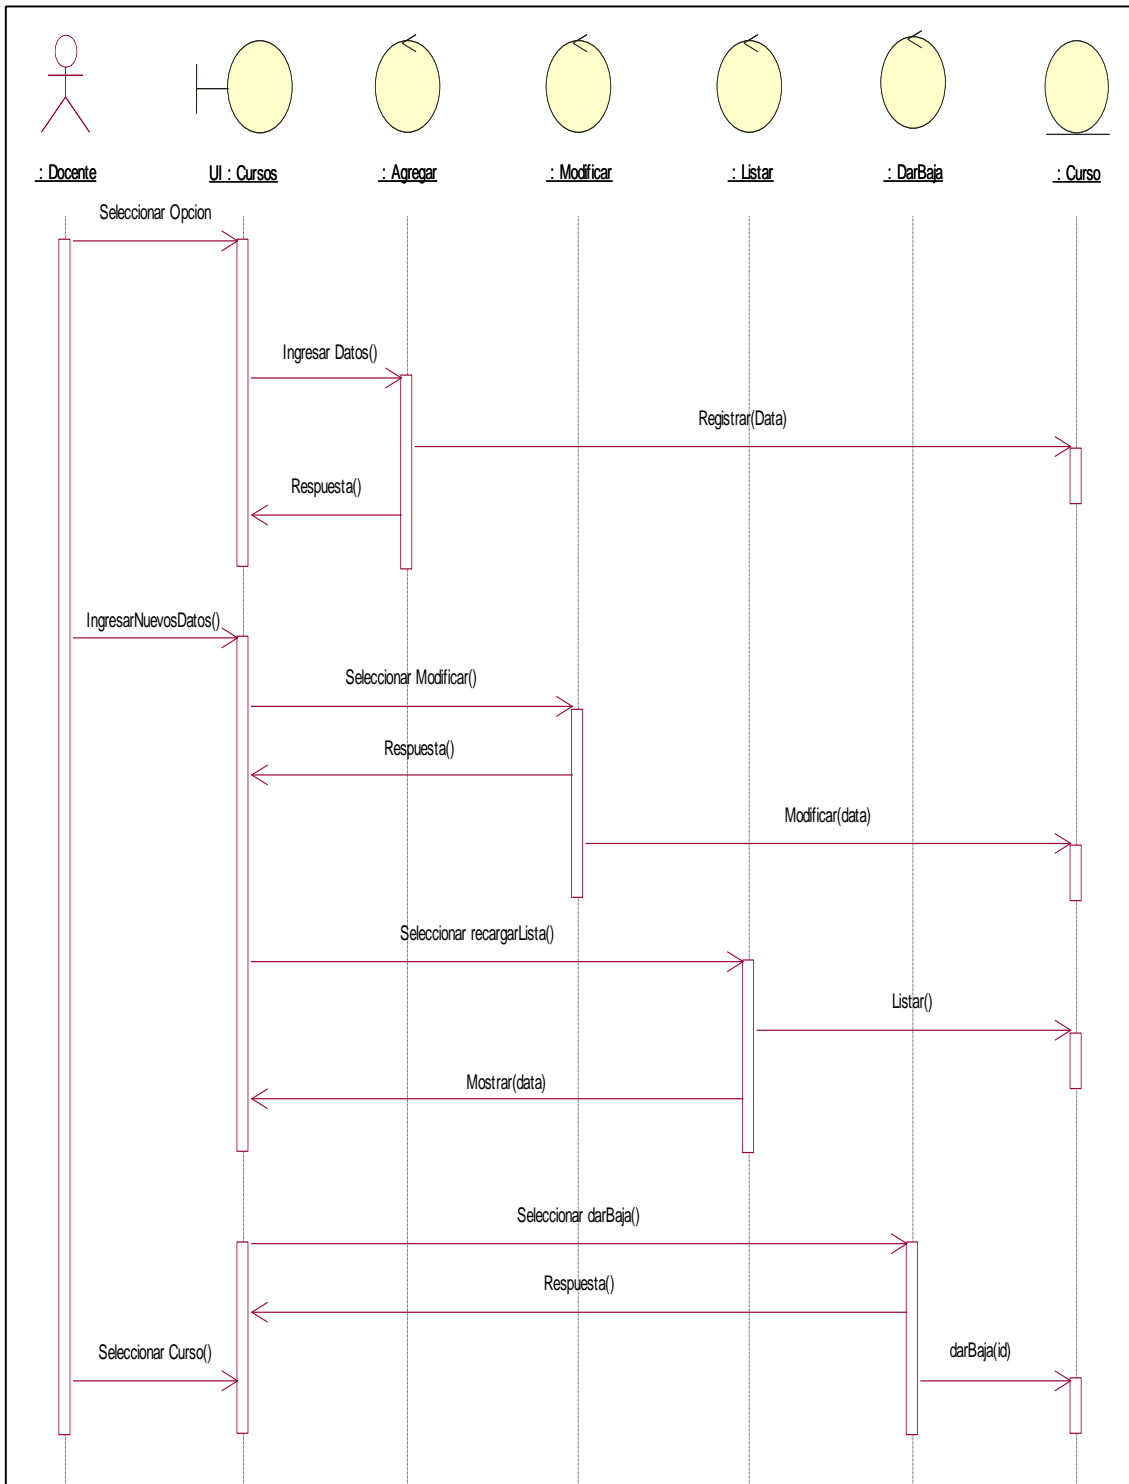 : Docente
UI : Cursos
: Agregar
: Modificar
: Listar
: DarBaja
: Curso
Seleccionar Opcion
Ingresar Datos()
Registrar(Data)
Respuesta()
IngresarNuevosDatos()
Seleccionar Modificar()
Respuesta()
Modificar(data)
Seleccionar recargarLista()
Listar()
Mostrar(data)
Seleccionar darBaja()
Respuesta()
Seleccionar Curso()
darBaja(id)